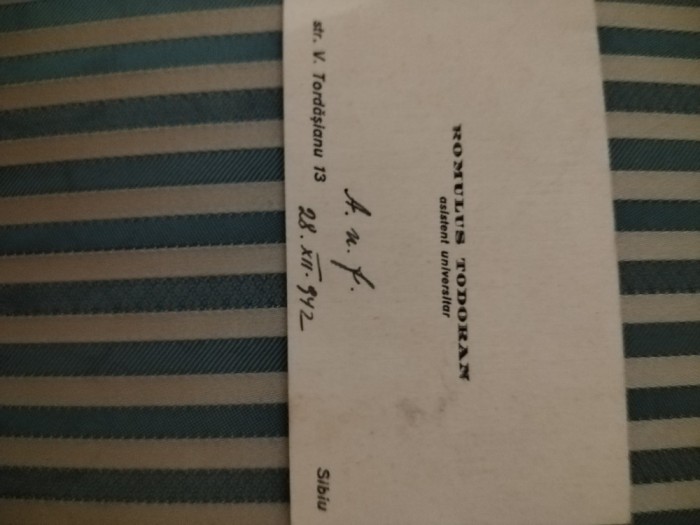 ROMULUS TODORAN
asistent universitar
A. n. f.
28. XII. 942
str. V. Tordășianu 13
Sibiu